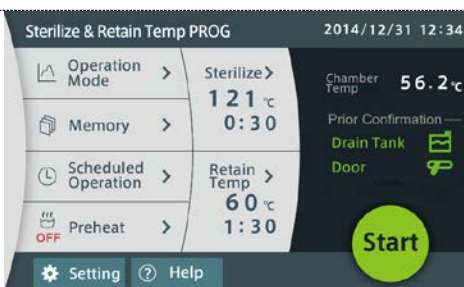 Sterilize & Retain Temp PROG
2014/12/31 12:34
Operation
Mode
Memory
Scheduled
Operation
OFF
Preheat
Sterilize
121 ℃
0:30
Retain
Temp
60 ℃
1:30
Chamber
Temp
56.2℃
Prior Confirmation
Drain Tank
Door
Start
Setting
? Help